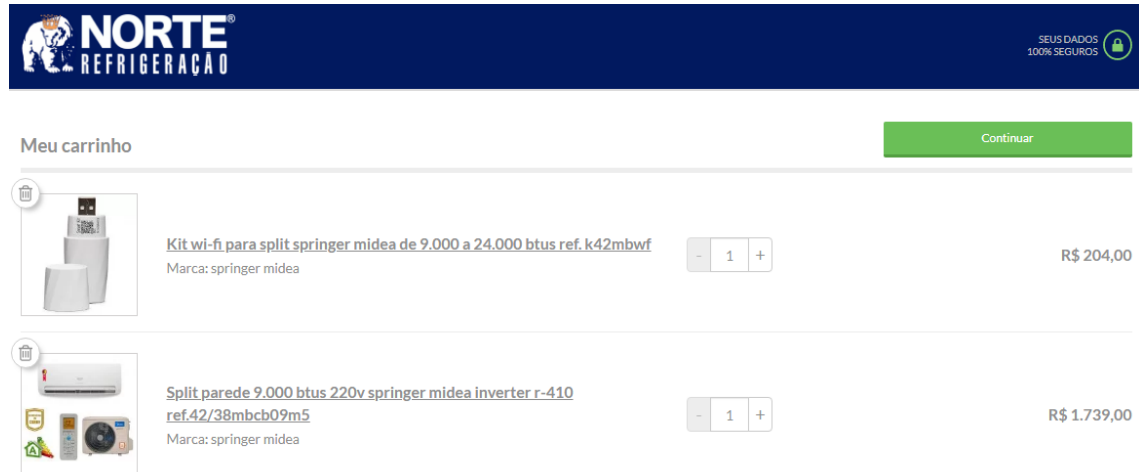 NORTE®
REFRIGERAÇÃO
SEUS DADOS
100% SEGUROS
Meu carrinho
Continuar
Kit wi-fi para split springer midea de 9.000 a 24.000 btus ref. k42mbwf
Marca: springer midea
- 1 +
R$ 204,00
Split parede 9.000 btus 220v springer midea inverter r-410
ref.42/38mbcb09m5
Marca: springer midea
- 1 +
R$ 1.739,00
A